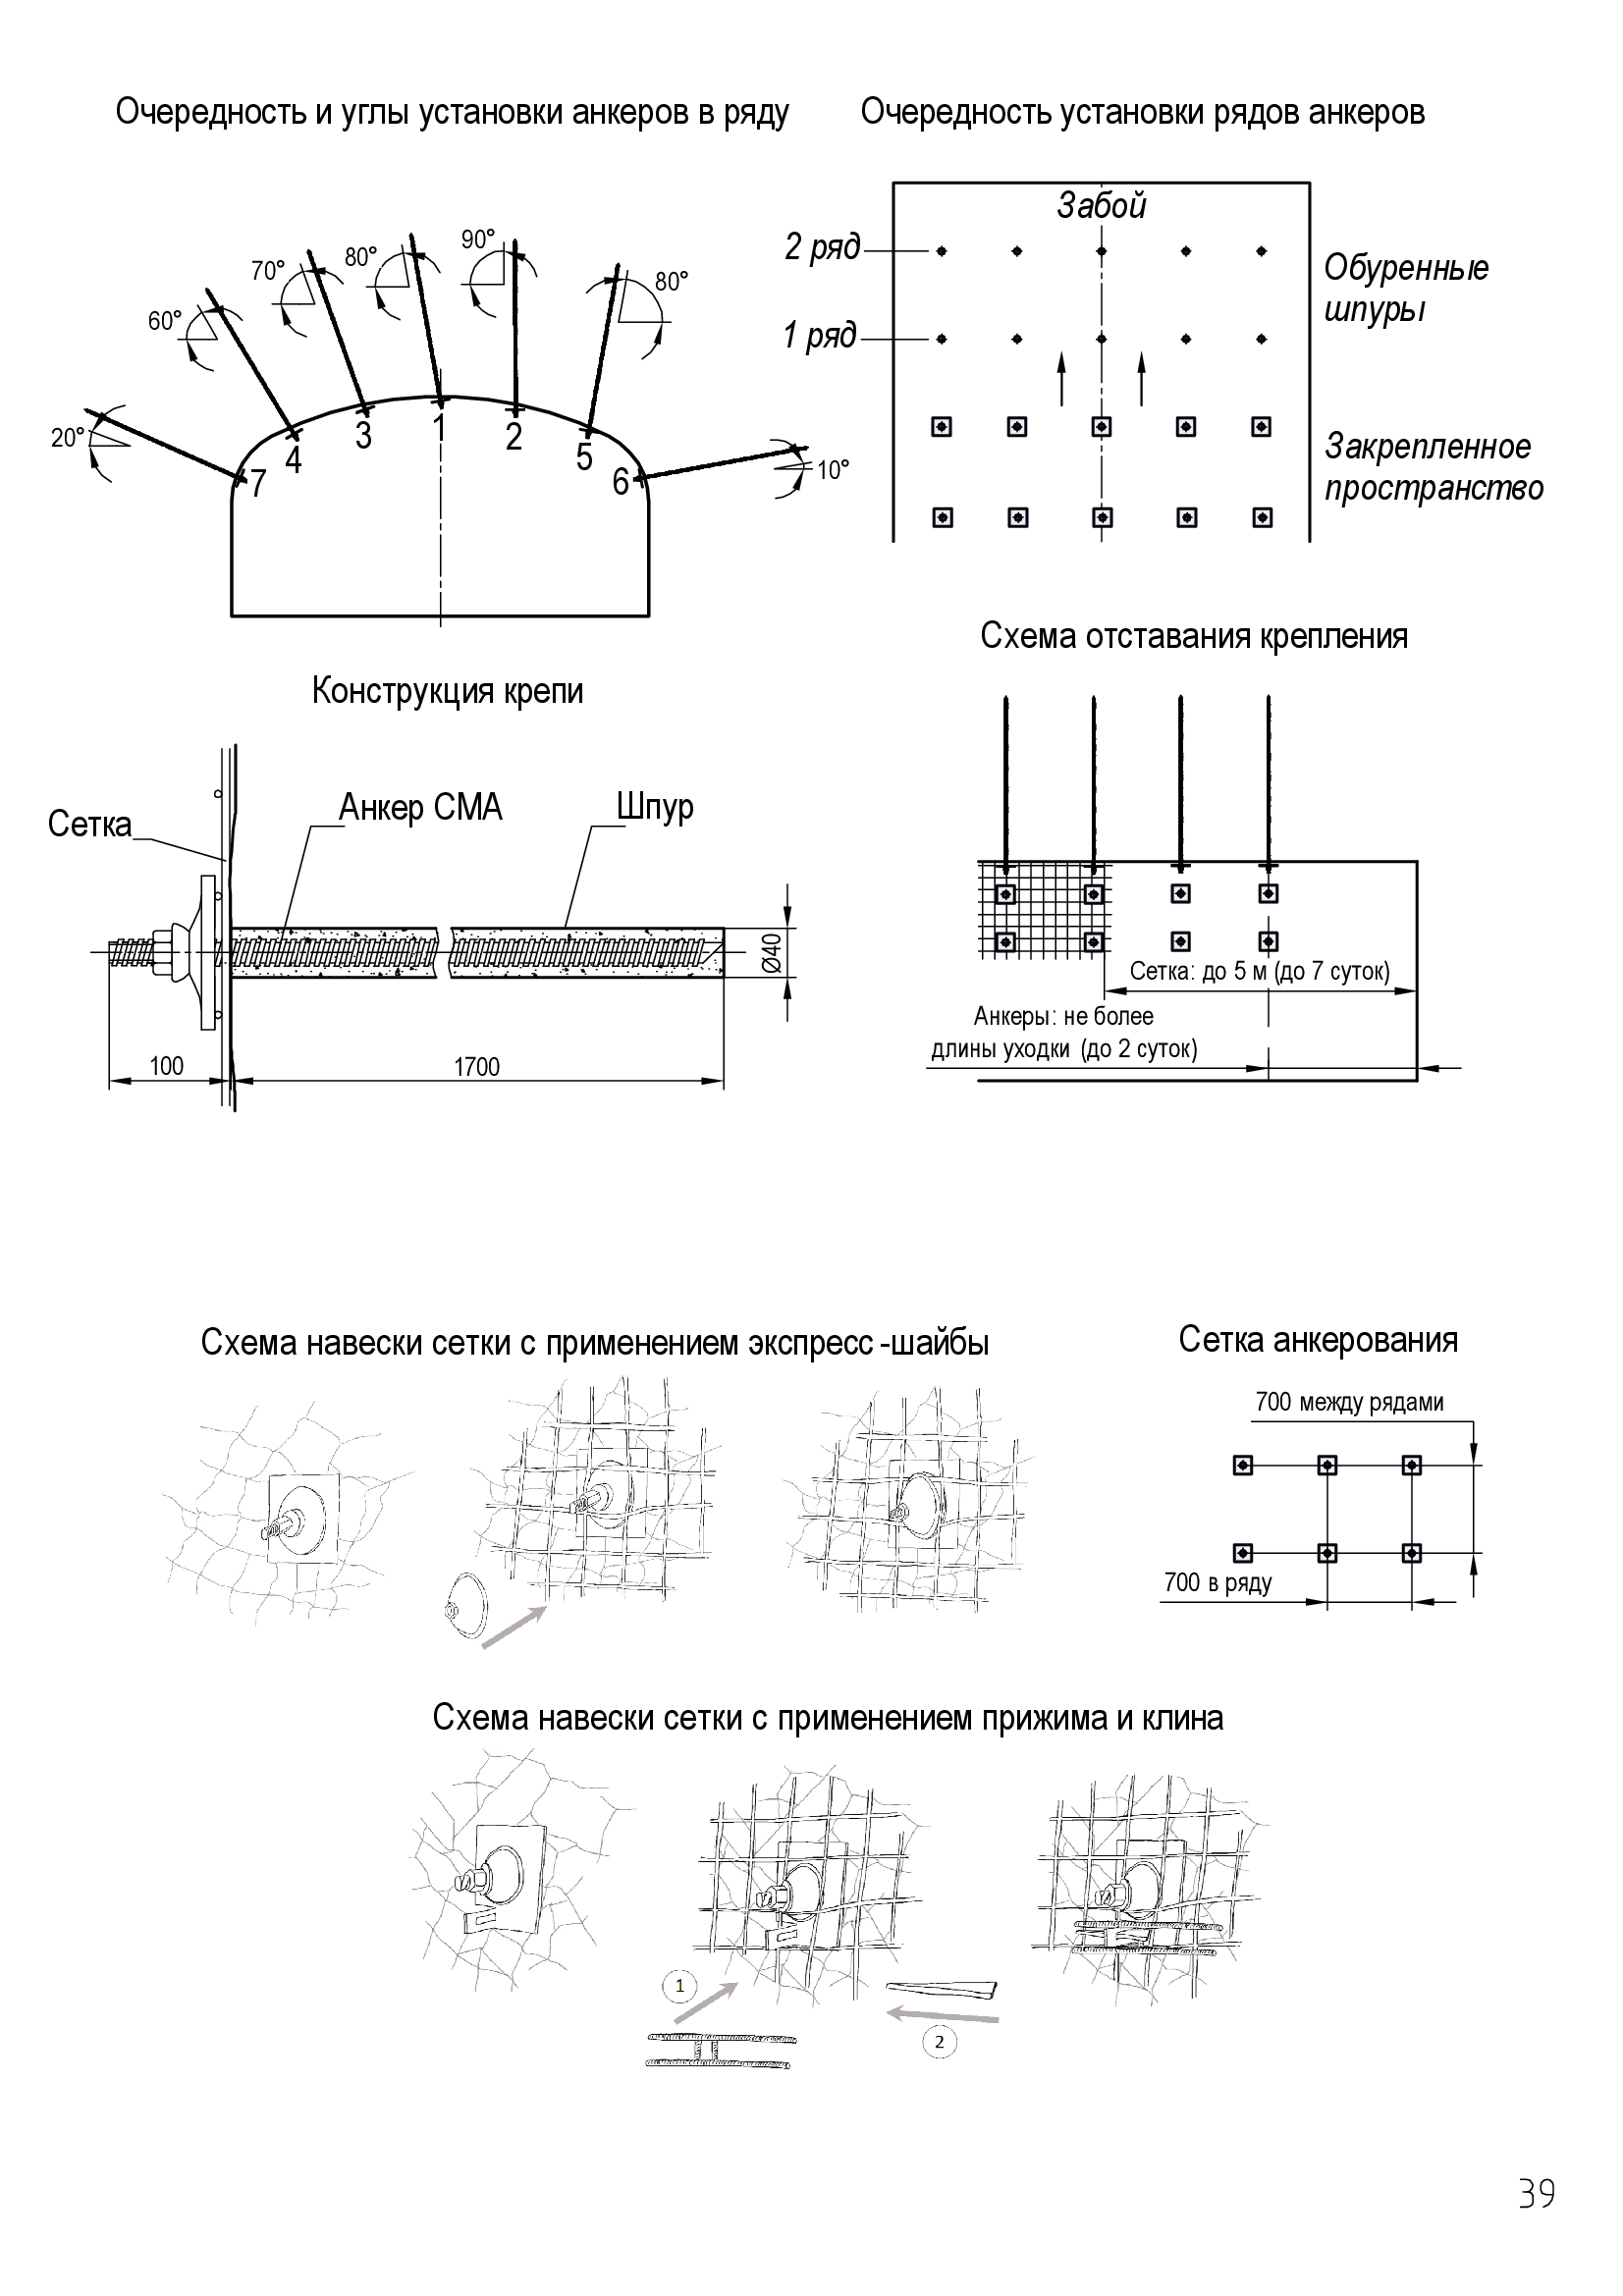 Очередность и углы установки анкеров в ряду
Очередность установки рядов анкеров
Забой
90°
80°
70°
80°
60°
20°
10°
1
2
3
4
5
6
7
2 ряд
1 ряд
Обуренные
шпуры
Закрепленное
пространство
Схема отставания крепления
Конструкция крепи
Сетка
Анкер СМА
Шпур
Ø40
100
1700
Сетка: до 5 м (до 7 суток)
Анкеры: не более
длины уходки (до 2 суток)
Схема навески сетки с применением экспресс-шайбы
Сетка анкерования
700 между рядами
700 в ряду
Схема навески сетки с применением прижима и клина
1
2
39